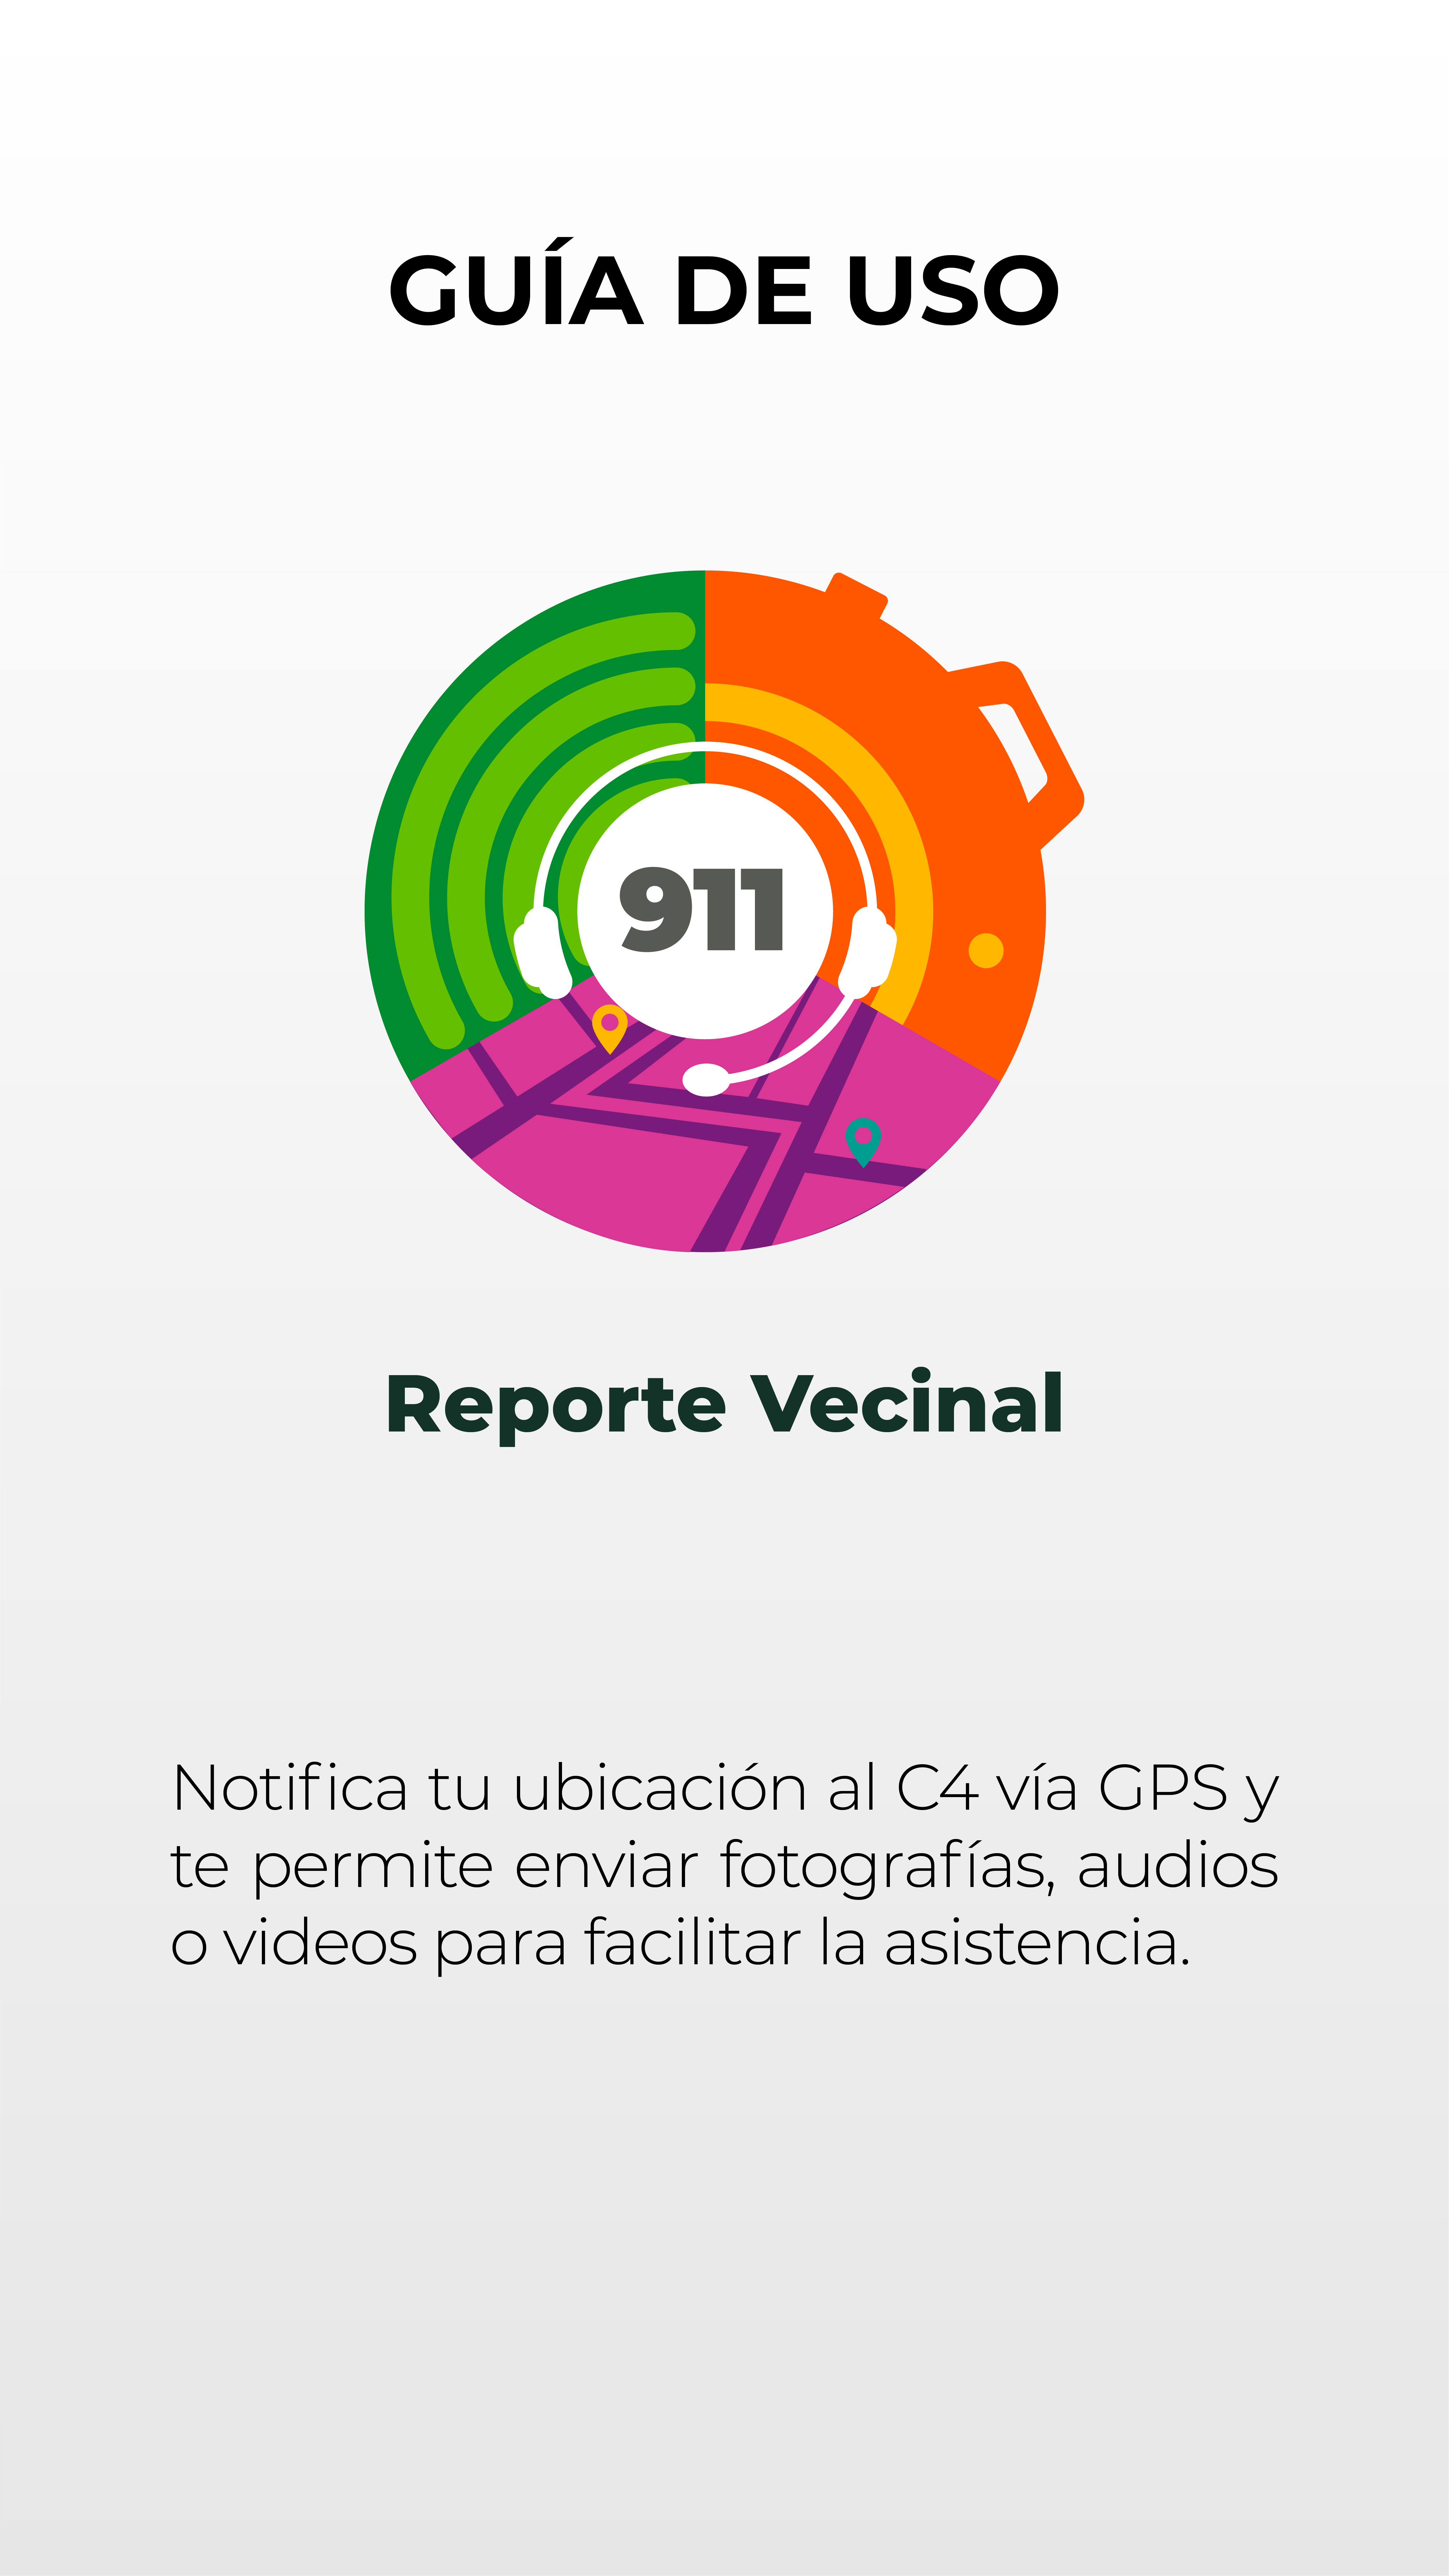 GUÍA DE USO
911
Reporte Vecinal
Notifica tu ubicación al C4 vía GPS y
te permite enviar fotografías, audios
o videos para facilitar la asistencia.